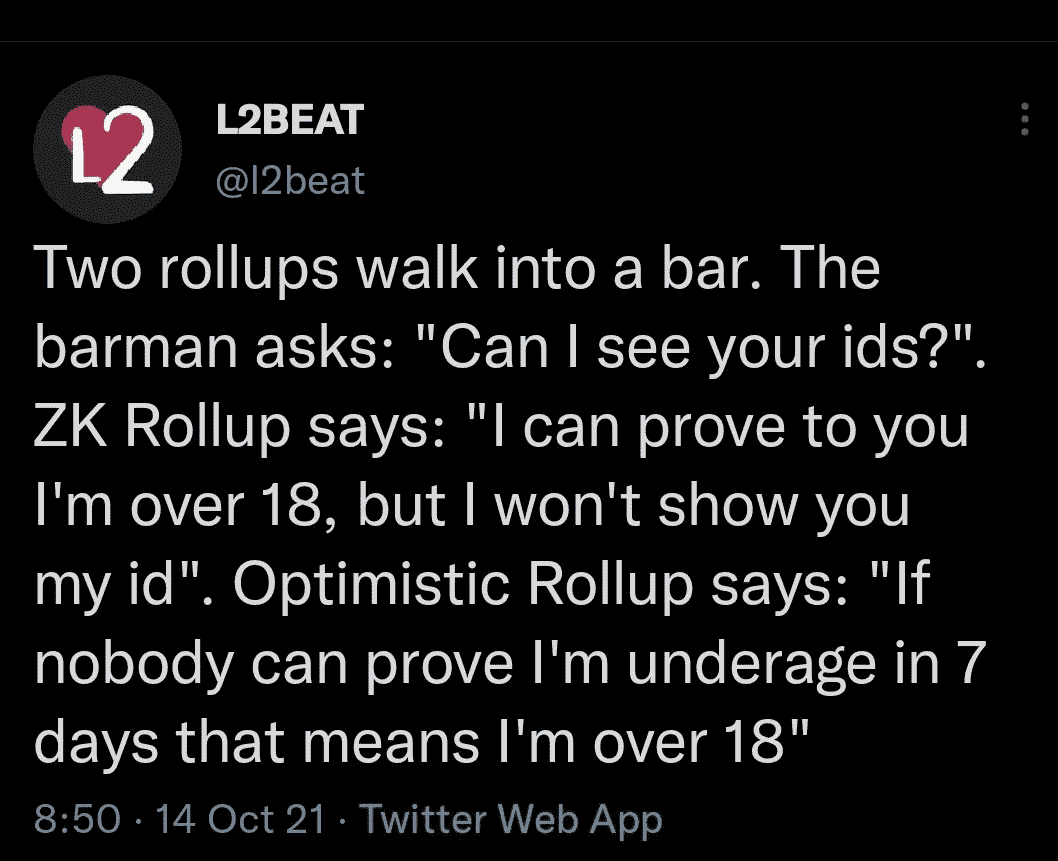 L2
L2BEAT
@l2beat
Two rollups walk into a bar. The
barman asks: "Can I see your ids?".
ZK Rollup says: "I can prove to you
I'm over 18, but I won't show you
my id". Optimistic Rollup says: "If
nobody can prove I'm underage in 7
days that means I'm over 18"
8:50 · 14 Oct 21 · Twitter Web App